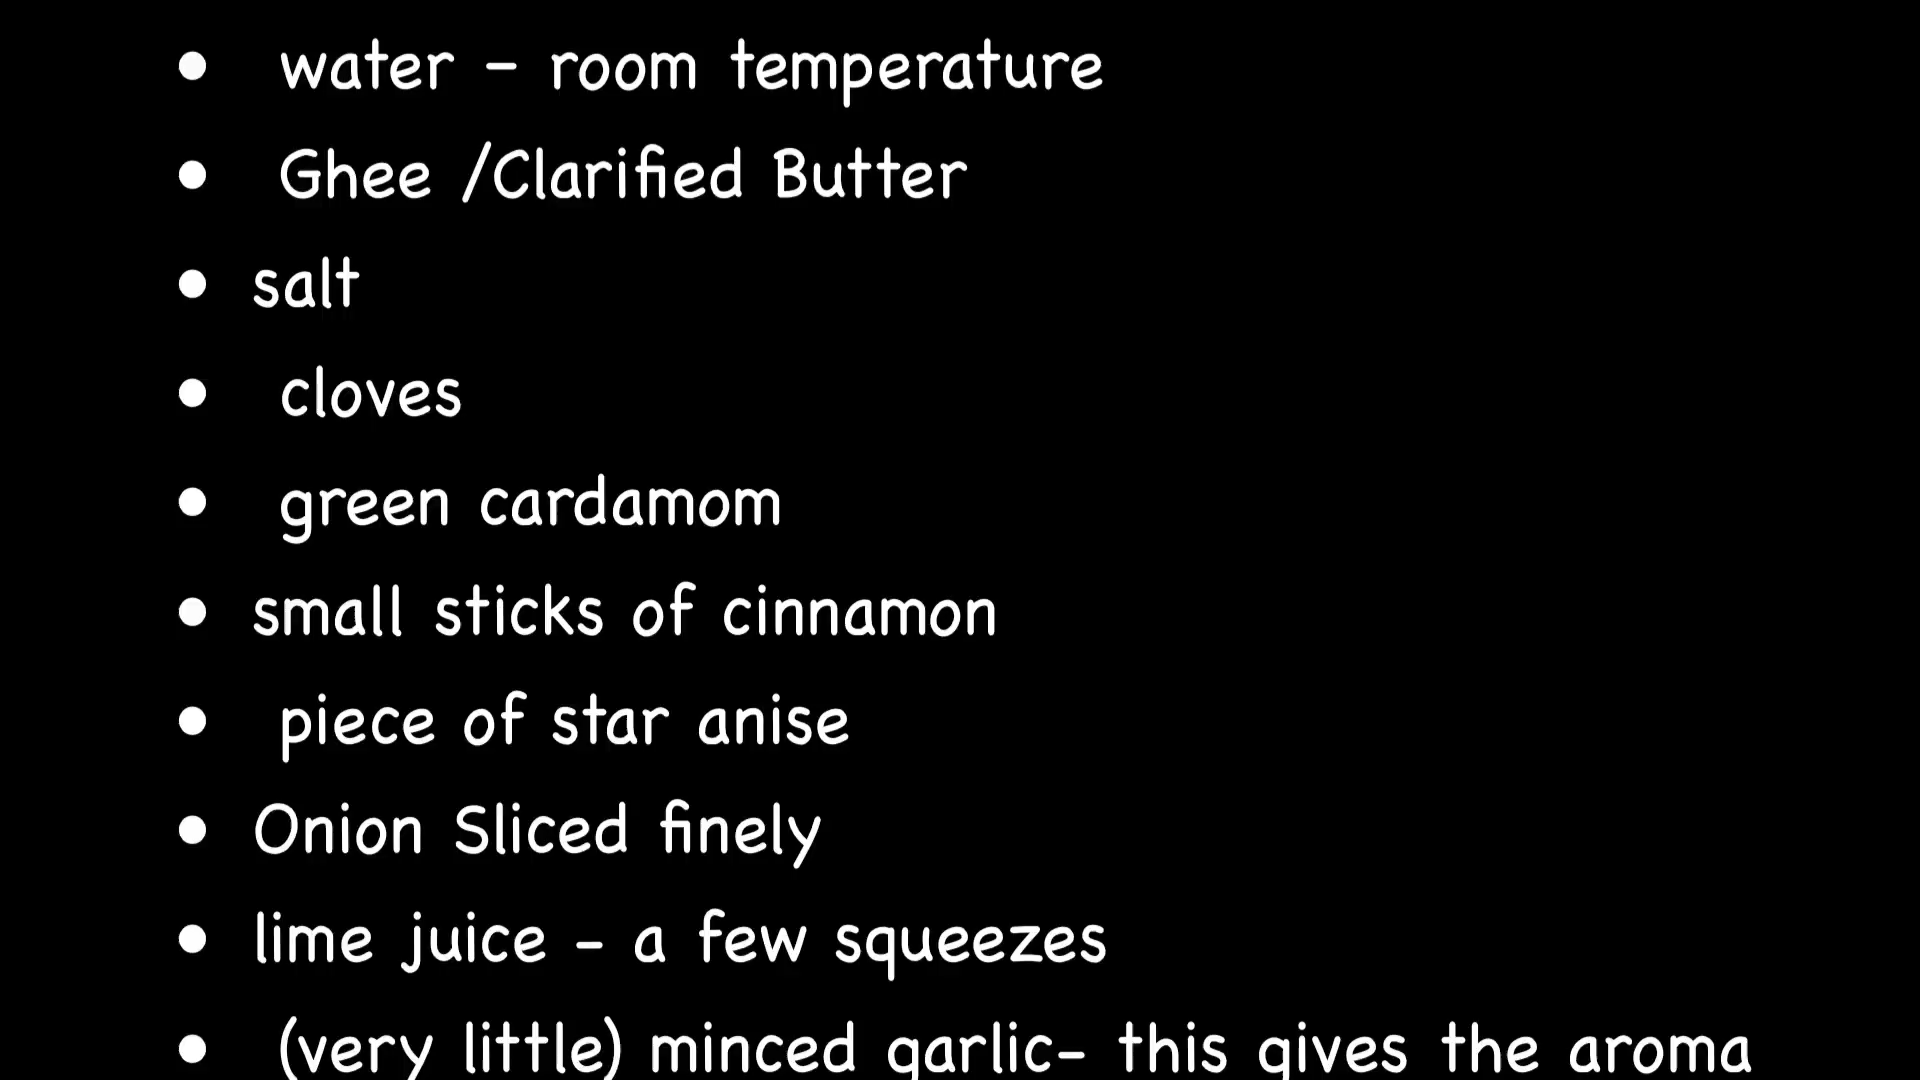 • water - room temperature
• Ghee /Clarified Butter
• salt
• cloves
• green cardamom
• small sticks of cinnamon
• piece of star anise
• Onion Sliced finely
• lime juice - a few squeezes
• (very little) minced garlic- this gives the aroma